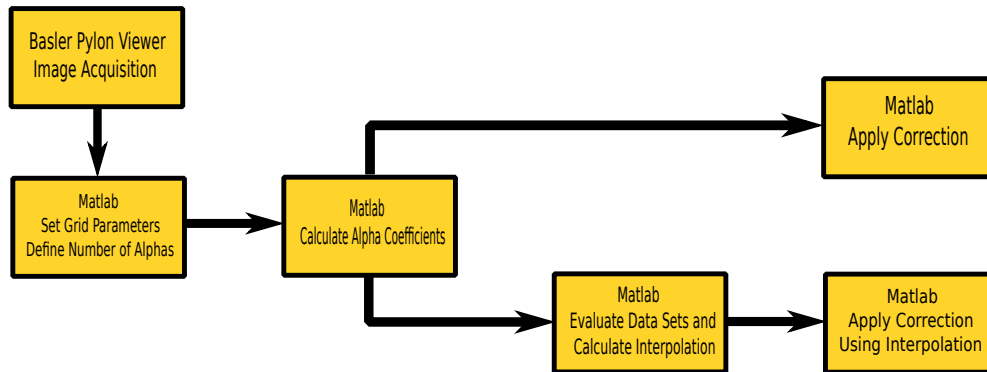 Basler Pylon Viewer
Image Acquisition
Matlab
Set Grid Parameters
Define Number of Alphas
Matlab
Calculate Alpha Coefficients
Matlab
Apply Correction
Matlab
Evaluate Data Sets and
Calculate Interpolation
Matlab
Apply Correction
Using Interpolation